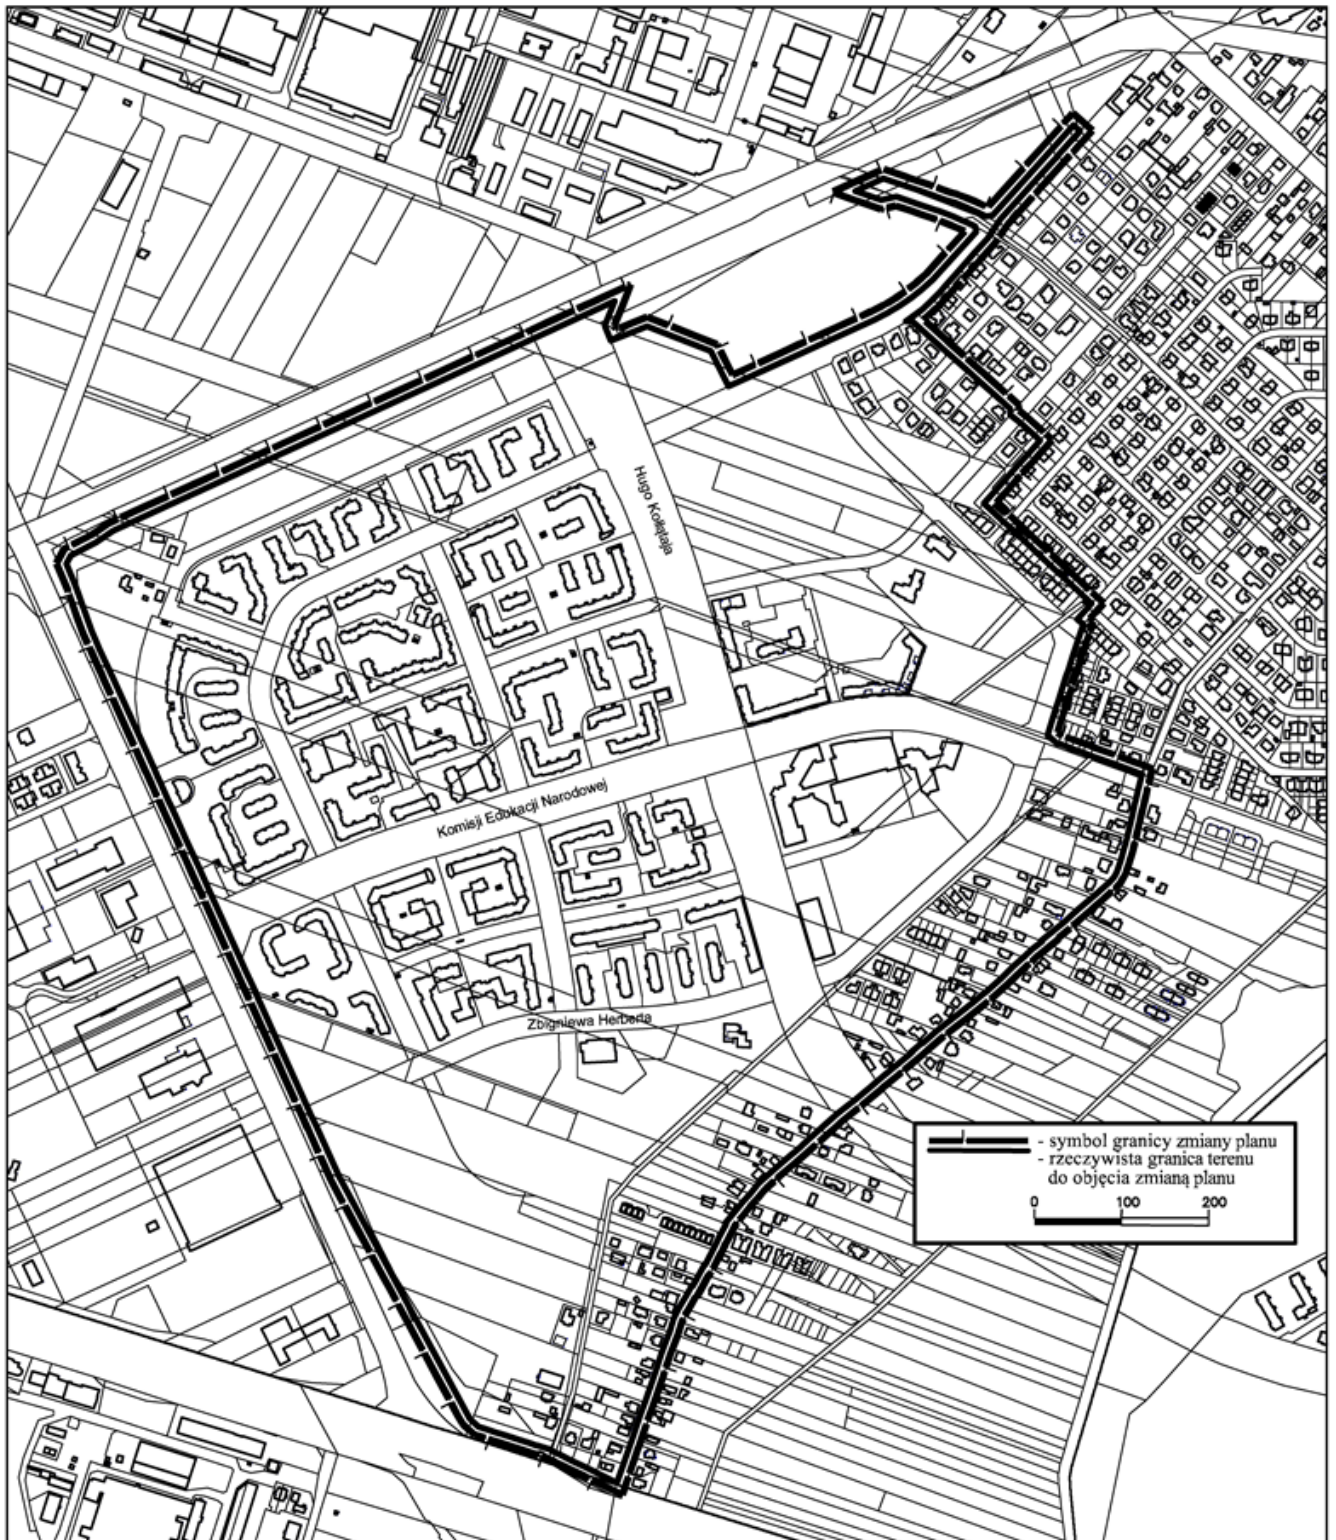 Hugo Kołłątaja
Komisji Edukacji Narodowej
Zbigniewa Herberta
- symbol granicy zmiany planu
- rzeczywista granica terenu
do objęcia zmianą planu
0 100 200